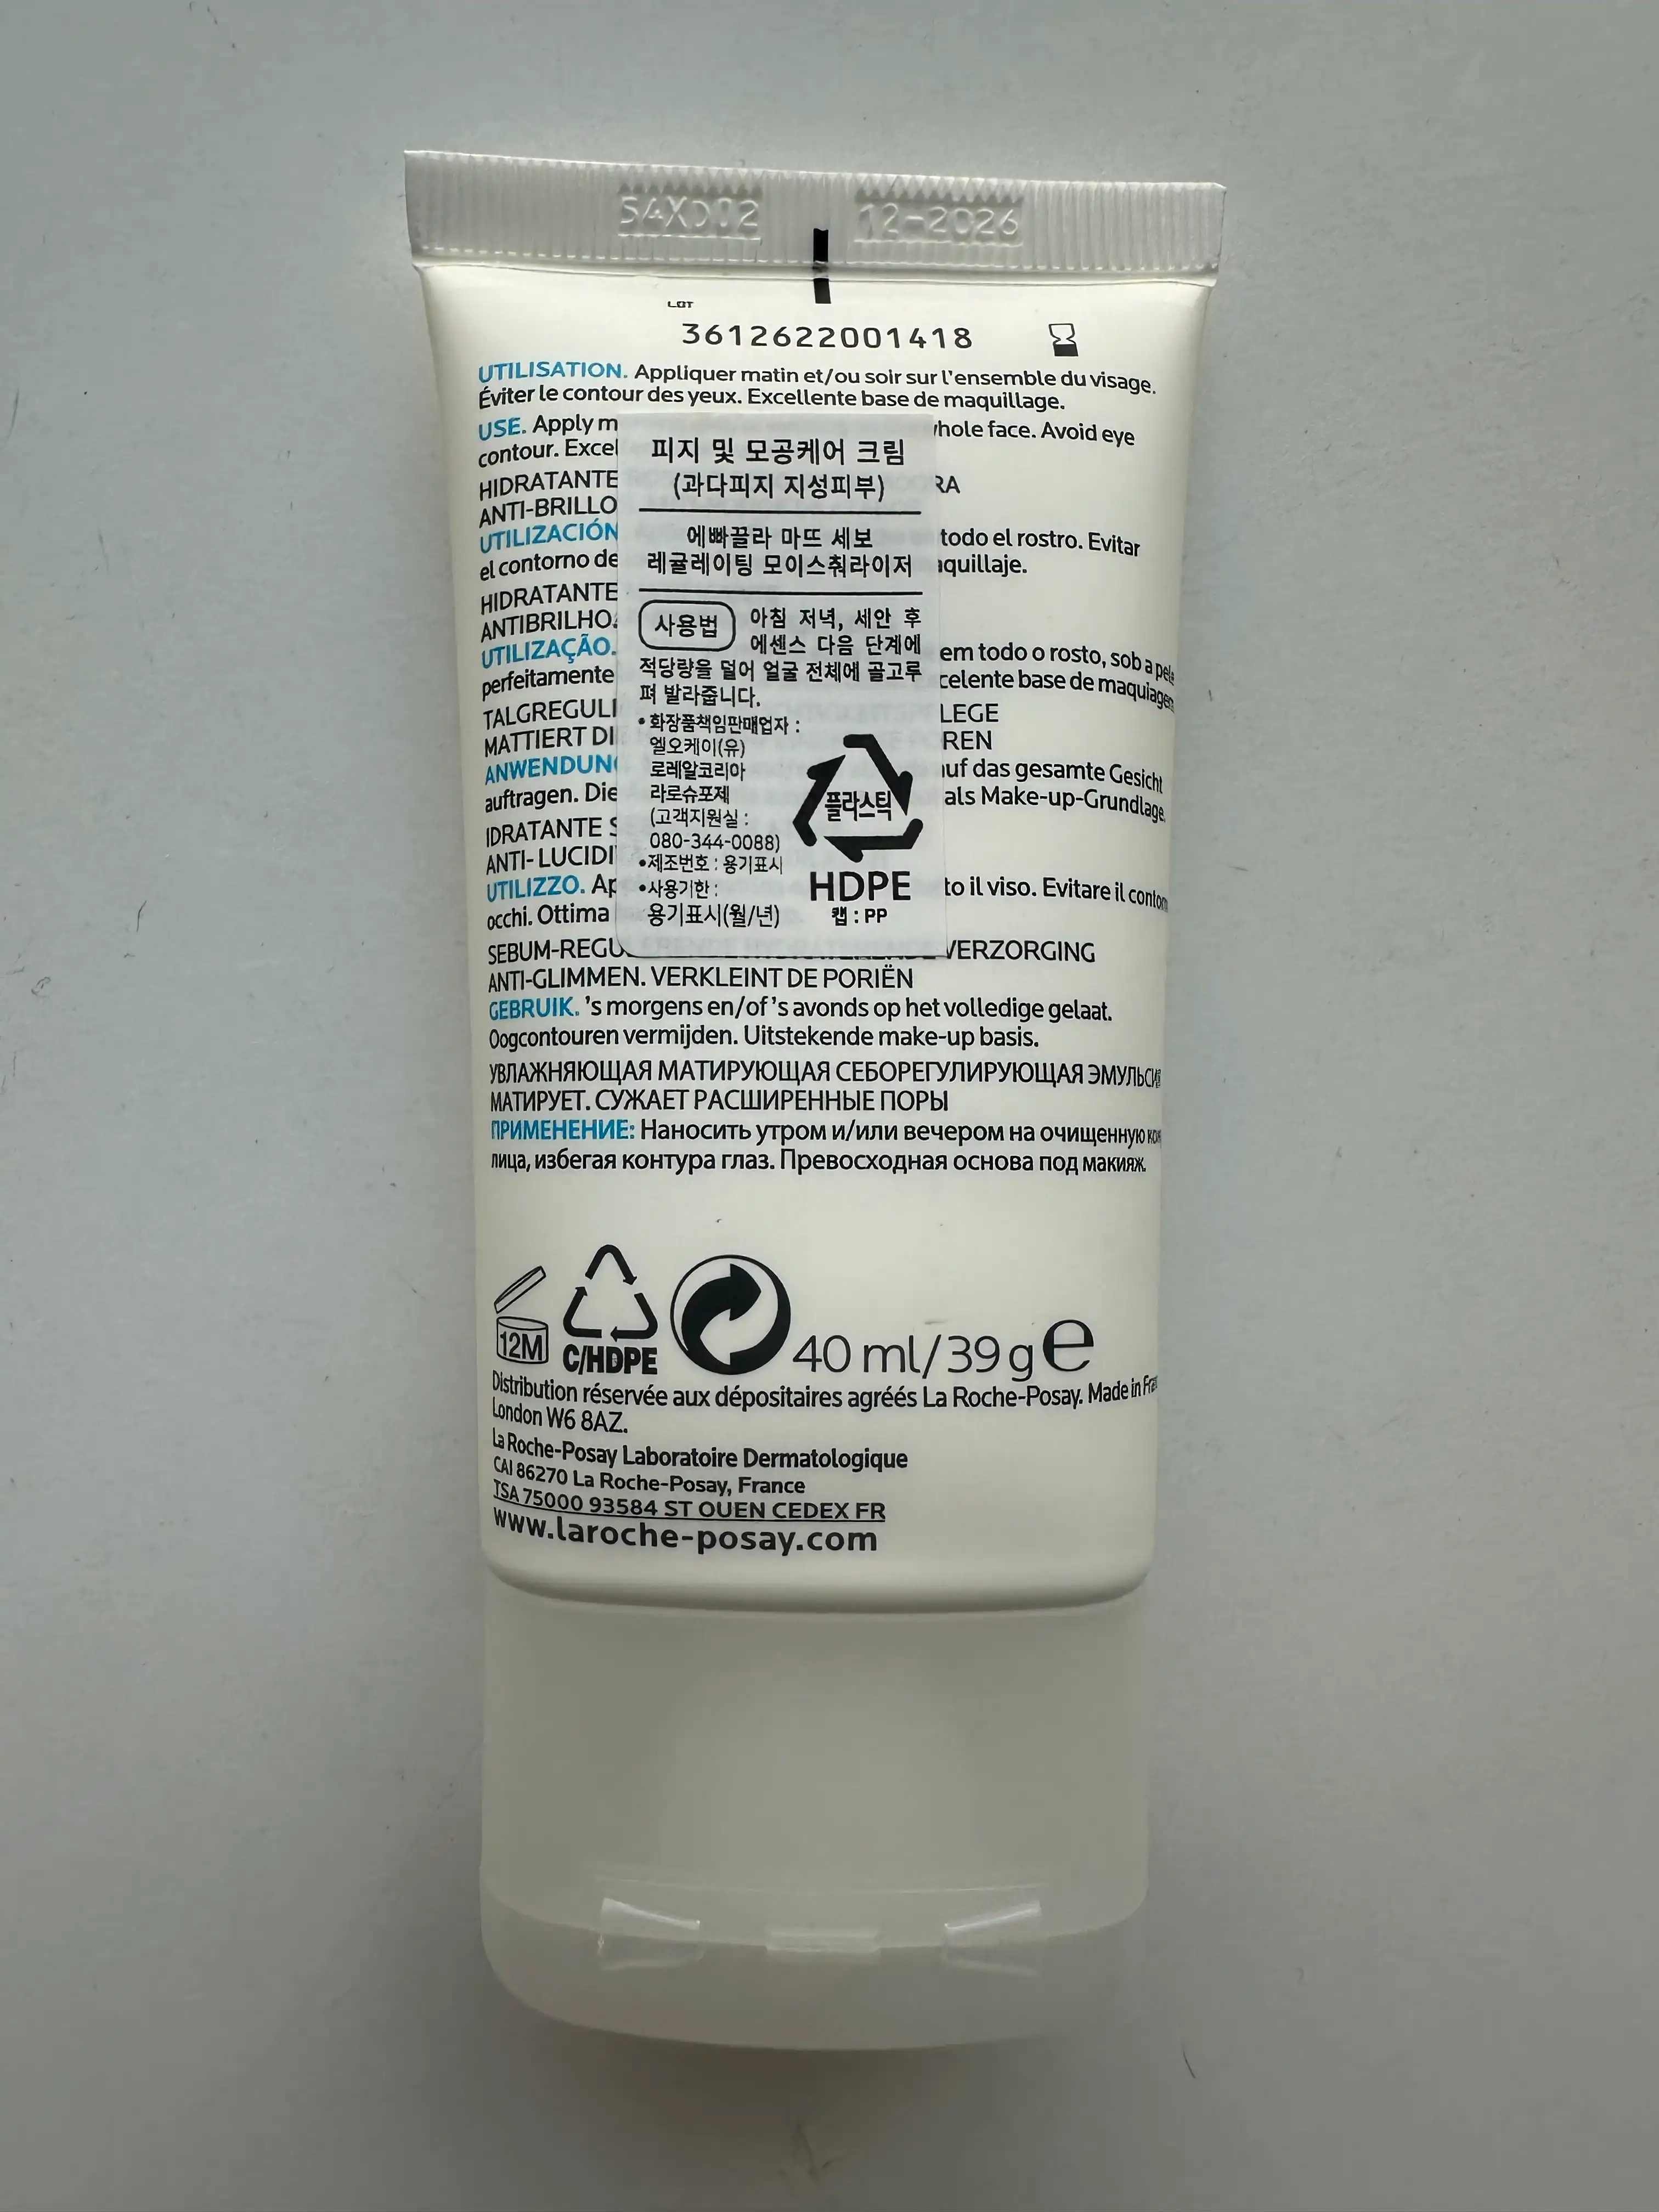 54XD02 12-2026
LOT
3612622001418
UTILISATION. Appliquer matin et/ou soir sur l'ensemble du visage.
Éviter le contour des yeux. Excellente base de maquillage.
USE. Apply m hole face. Avoid eye
contour. Excel
HIDRATANTE RA
ANTI-BRILLO
UTILIZACIÓN todo el rostro. Evitar
el contorno de aquillaje.
HIDRATANTE
ANTIBRILHO
UTILIZAÇÃO. em todo o rosto, sob a pele
perfeitamente celente base de maquiagem
TALGREGULI LEGE
MATTIERT DI REN
ANWENDUN uf das gesamte Gesicht
auftragen. Die als Make-up-Grundlage.
IDRATANTE S
ANTI-LUCIDI
UTILIZZO. Ap to il viso. Evitare il contorn
occhi. Ottima
SEBUM-REGU VERZORGING
ANTI-GLIMMEN. VERKLEINT DE PORIËN
GEBRUIK. 's morgens en/of 's avonds op het volledige gelaat.
Oogcontouren vermijden. Uitstekende make-up basis.
УВЛАЖНЯЮЩАЯ МАТИРУЮЩАЯ СЕБОРЕГУЛИРУЮЩАЯ ЭМУЛЬСИЯ
МАТИРУЕТ. СУЖАЕТ РАСШИРЕННЫЕ ПОРЫ
ПРИМЕНЕНИЕ: Наносить утром и/или вечером на очищенную кож
лица, избегая контура глаз. Превосходная основа под макияж.
피지 및 모공케어 크림
(과다피지 지성피부)
에빠끌라 마뜨 세보
레귤레이팅 모이스춰라이저
사용법 아침 저녁, 세안 후
에센스 다음 단계에
적당량을 덜어 얼굴 전체에 골고루
펴 발라줍니다.
•화장품책임판매업자 :
엘오케이(유)
로레알코리아
라로슈포제
(고객지원실 :
080-344-0088)
•제조번호 : 용기표시
•사용기한 :
용기표시(월/년)
플라스틱
HDPE
캡 : PP
12M C/HDPE 40 ml/39 g e
Distribution réservée aux dépositaires agréés La Roche-Posay. Made in Fra
London W6 8AZ.
La Roche-Posay Laboratoire Dermatologique
CAI 86270 La Roche-Posay, France
TSA 75000 93584 ST OUEN CEDEX FR
www.laroche-posay.com